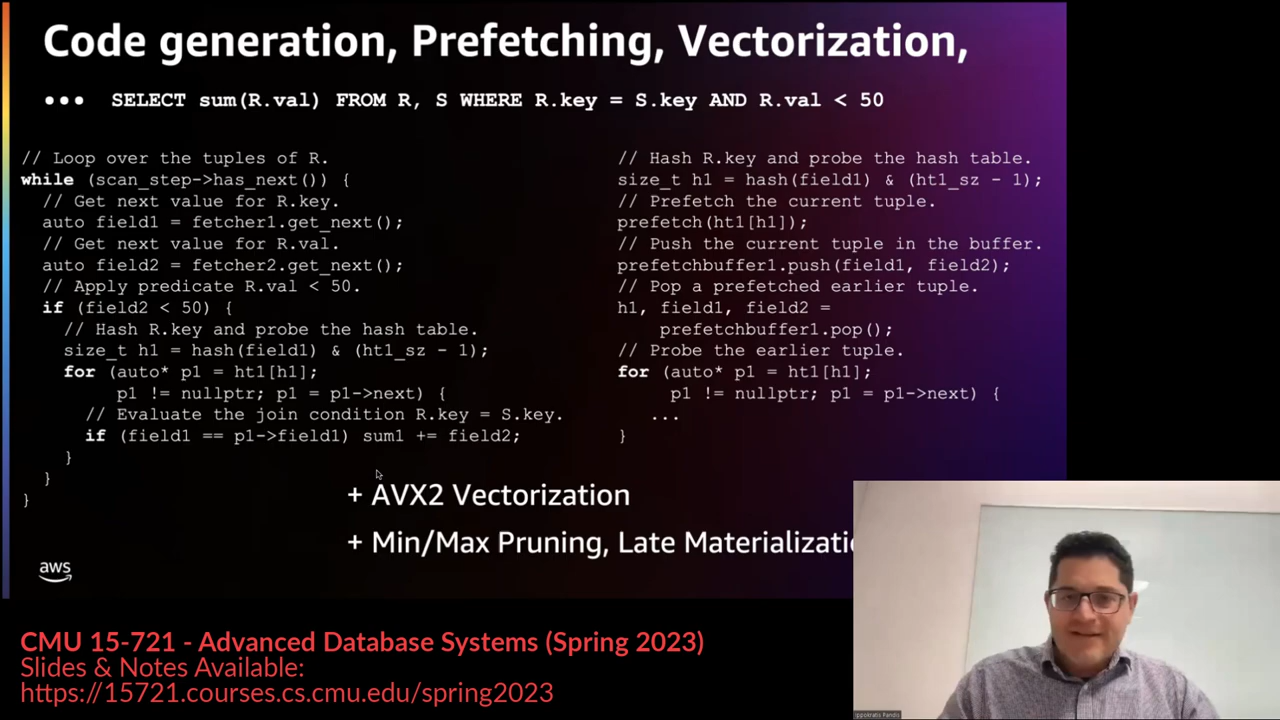 Code generation, Prefetching, Vectorization,
••• SELECT sum(R.val) FROM R, S WHERE R.key = S.key AND R.val < 50
// Loop over the tuples of R.
while (scan_step->has_next()) {
// Get next value for R.key.
auto field1 = fetcher1.get_next();
// Get next value for R.val.
auto field2 = fetcher2.get_next();
// Apply predicate R.val < 50.
if (field2 < 50) {
// Hash R.key and probe the hash table.
size_t h1 = hash(field1) & (ht1_sz - 1);
for (auto* p1 = ht1[h1];
p1 != nullptr; p1 = p1->next) {
// Evaluate the join condition R.key = S.key.
if (field1 == p1->field1) sum1 += field2;
}
}
}
// Hash R.key and probe the hash table.
size_t h1 = hash(field1) & (ht1_sz - 1);
// Prefetch the current tuple.
prefetch(ht1[h1]);
// Push the current tuple in the buffer.
prefetchbuffer1.push(field1, field2);
// Pop a prefetched earlier tuple.
h1, field1, field2 =
prefetchbuffer1.pop();
// Probe the earlier tuple.
for (auto* p1 = ht1[h1];
p1 != nullptr; p1 = p1->next) {
...
}
+ AVX2 Vectorization
+ Min/Max Pruning, Late Materializatio
aws
CMU 15-721 - Advanced Database Systems (Spring 2023)
Slides & Notes Available:
https://15721.courses.cs.cmu.edu/spring2023
Ippokratis Pandis